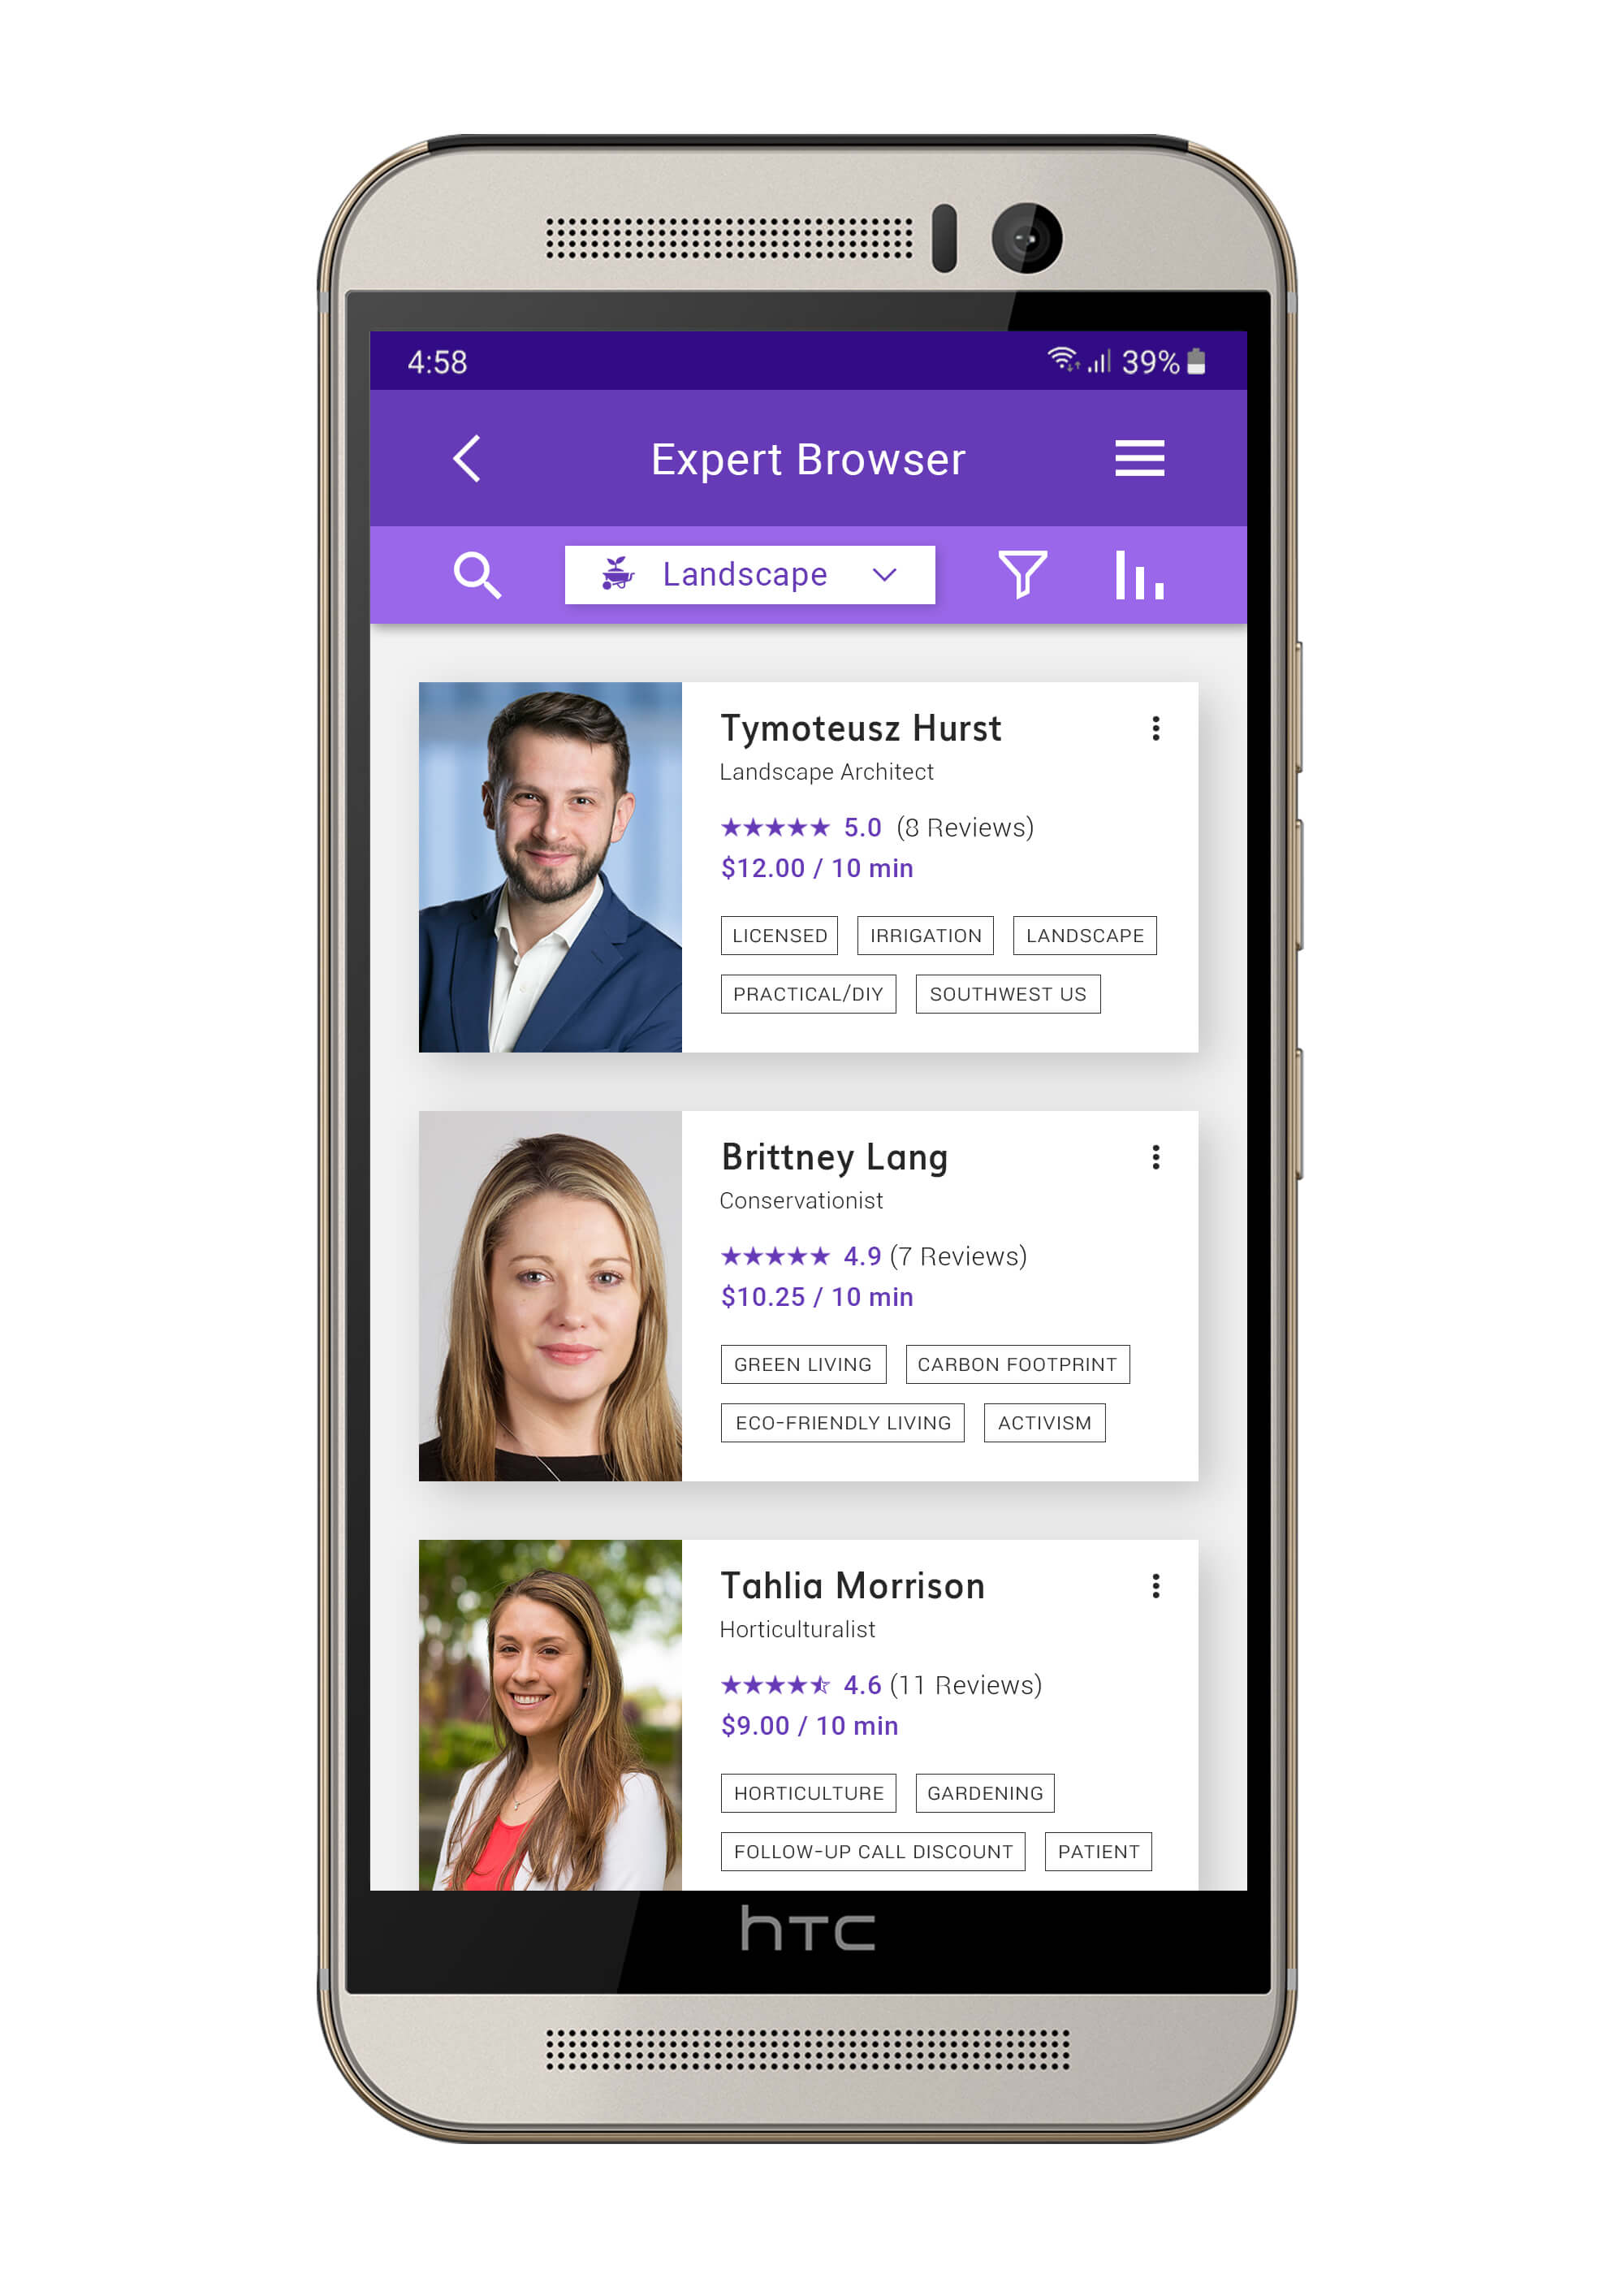 4:58 39%
Expert Browser
Landscape
Tymoteusz Hurst
Landscape Architect
5.0 (8 Reviews)
$12.00 / 10 min
LICENSED IRRIGATION LANDSCAPE
PRACTICAL/DIY SOUTHWEST US
Brittney Lang
Conservationist
4.9 (7 Reviews)
$10.25 / 10 min
GREEN LIVING CARBON FOOTPRINT
ECO-FRIENDLY LIVING ACTIVISM
Tahlia Morrison
Horticulturalist
4.6 (11 Reviews)
$9.00 / 10 min
HORTICULTURE GARDENING
FOLLOW-UP CALL DISCOUNT PATIENT
hTC